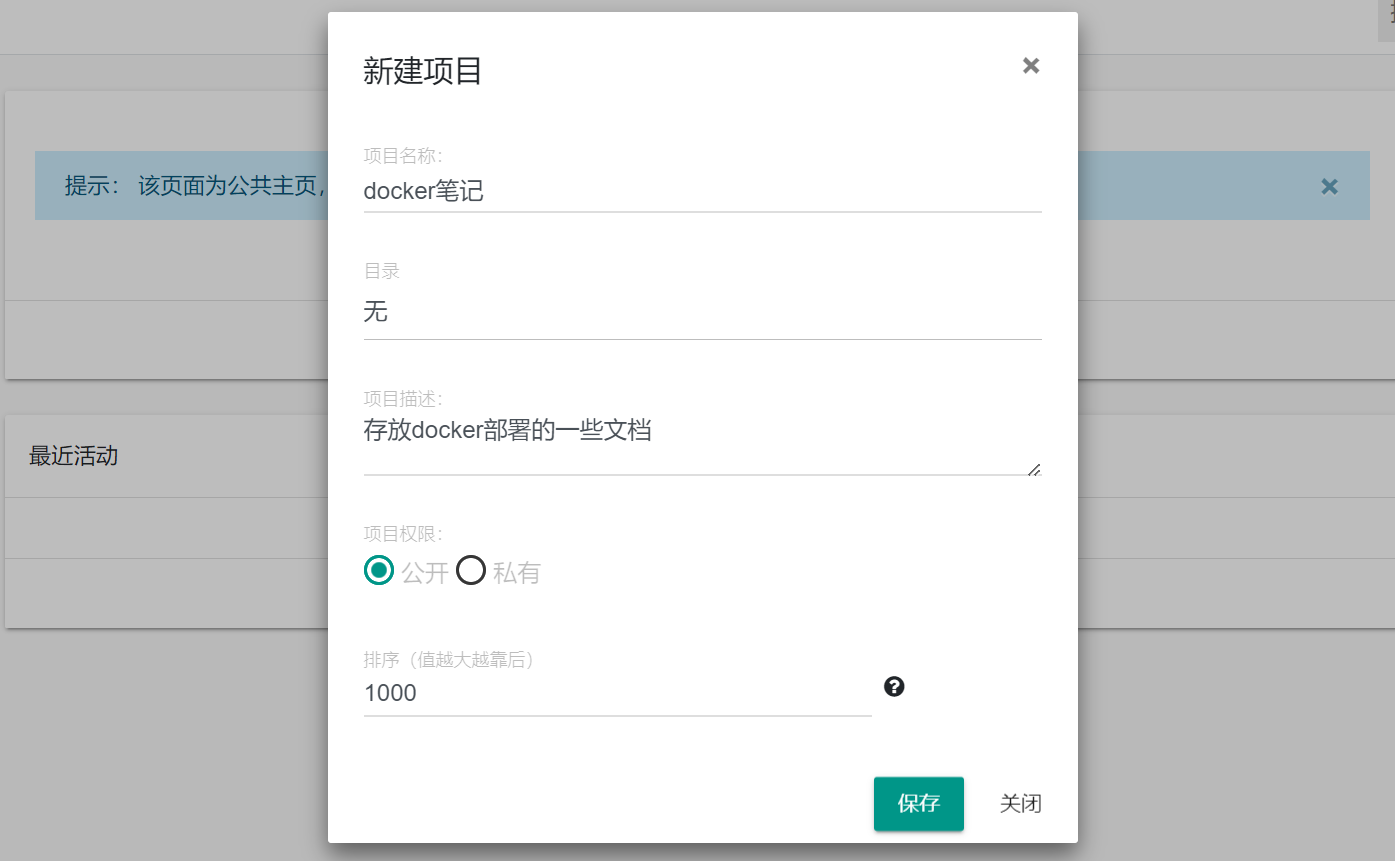 新建项目
项目名称：
docker笔记
提示： 该页面为公共主页，
目录
无
项目描述：
存放docker部署的一些文档
最近活动
项目权限：
公开 私有
排序（值越大越靠后）
1000
保存 关闭